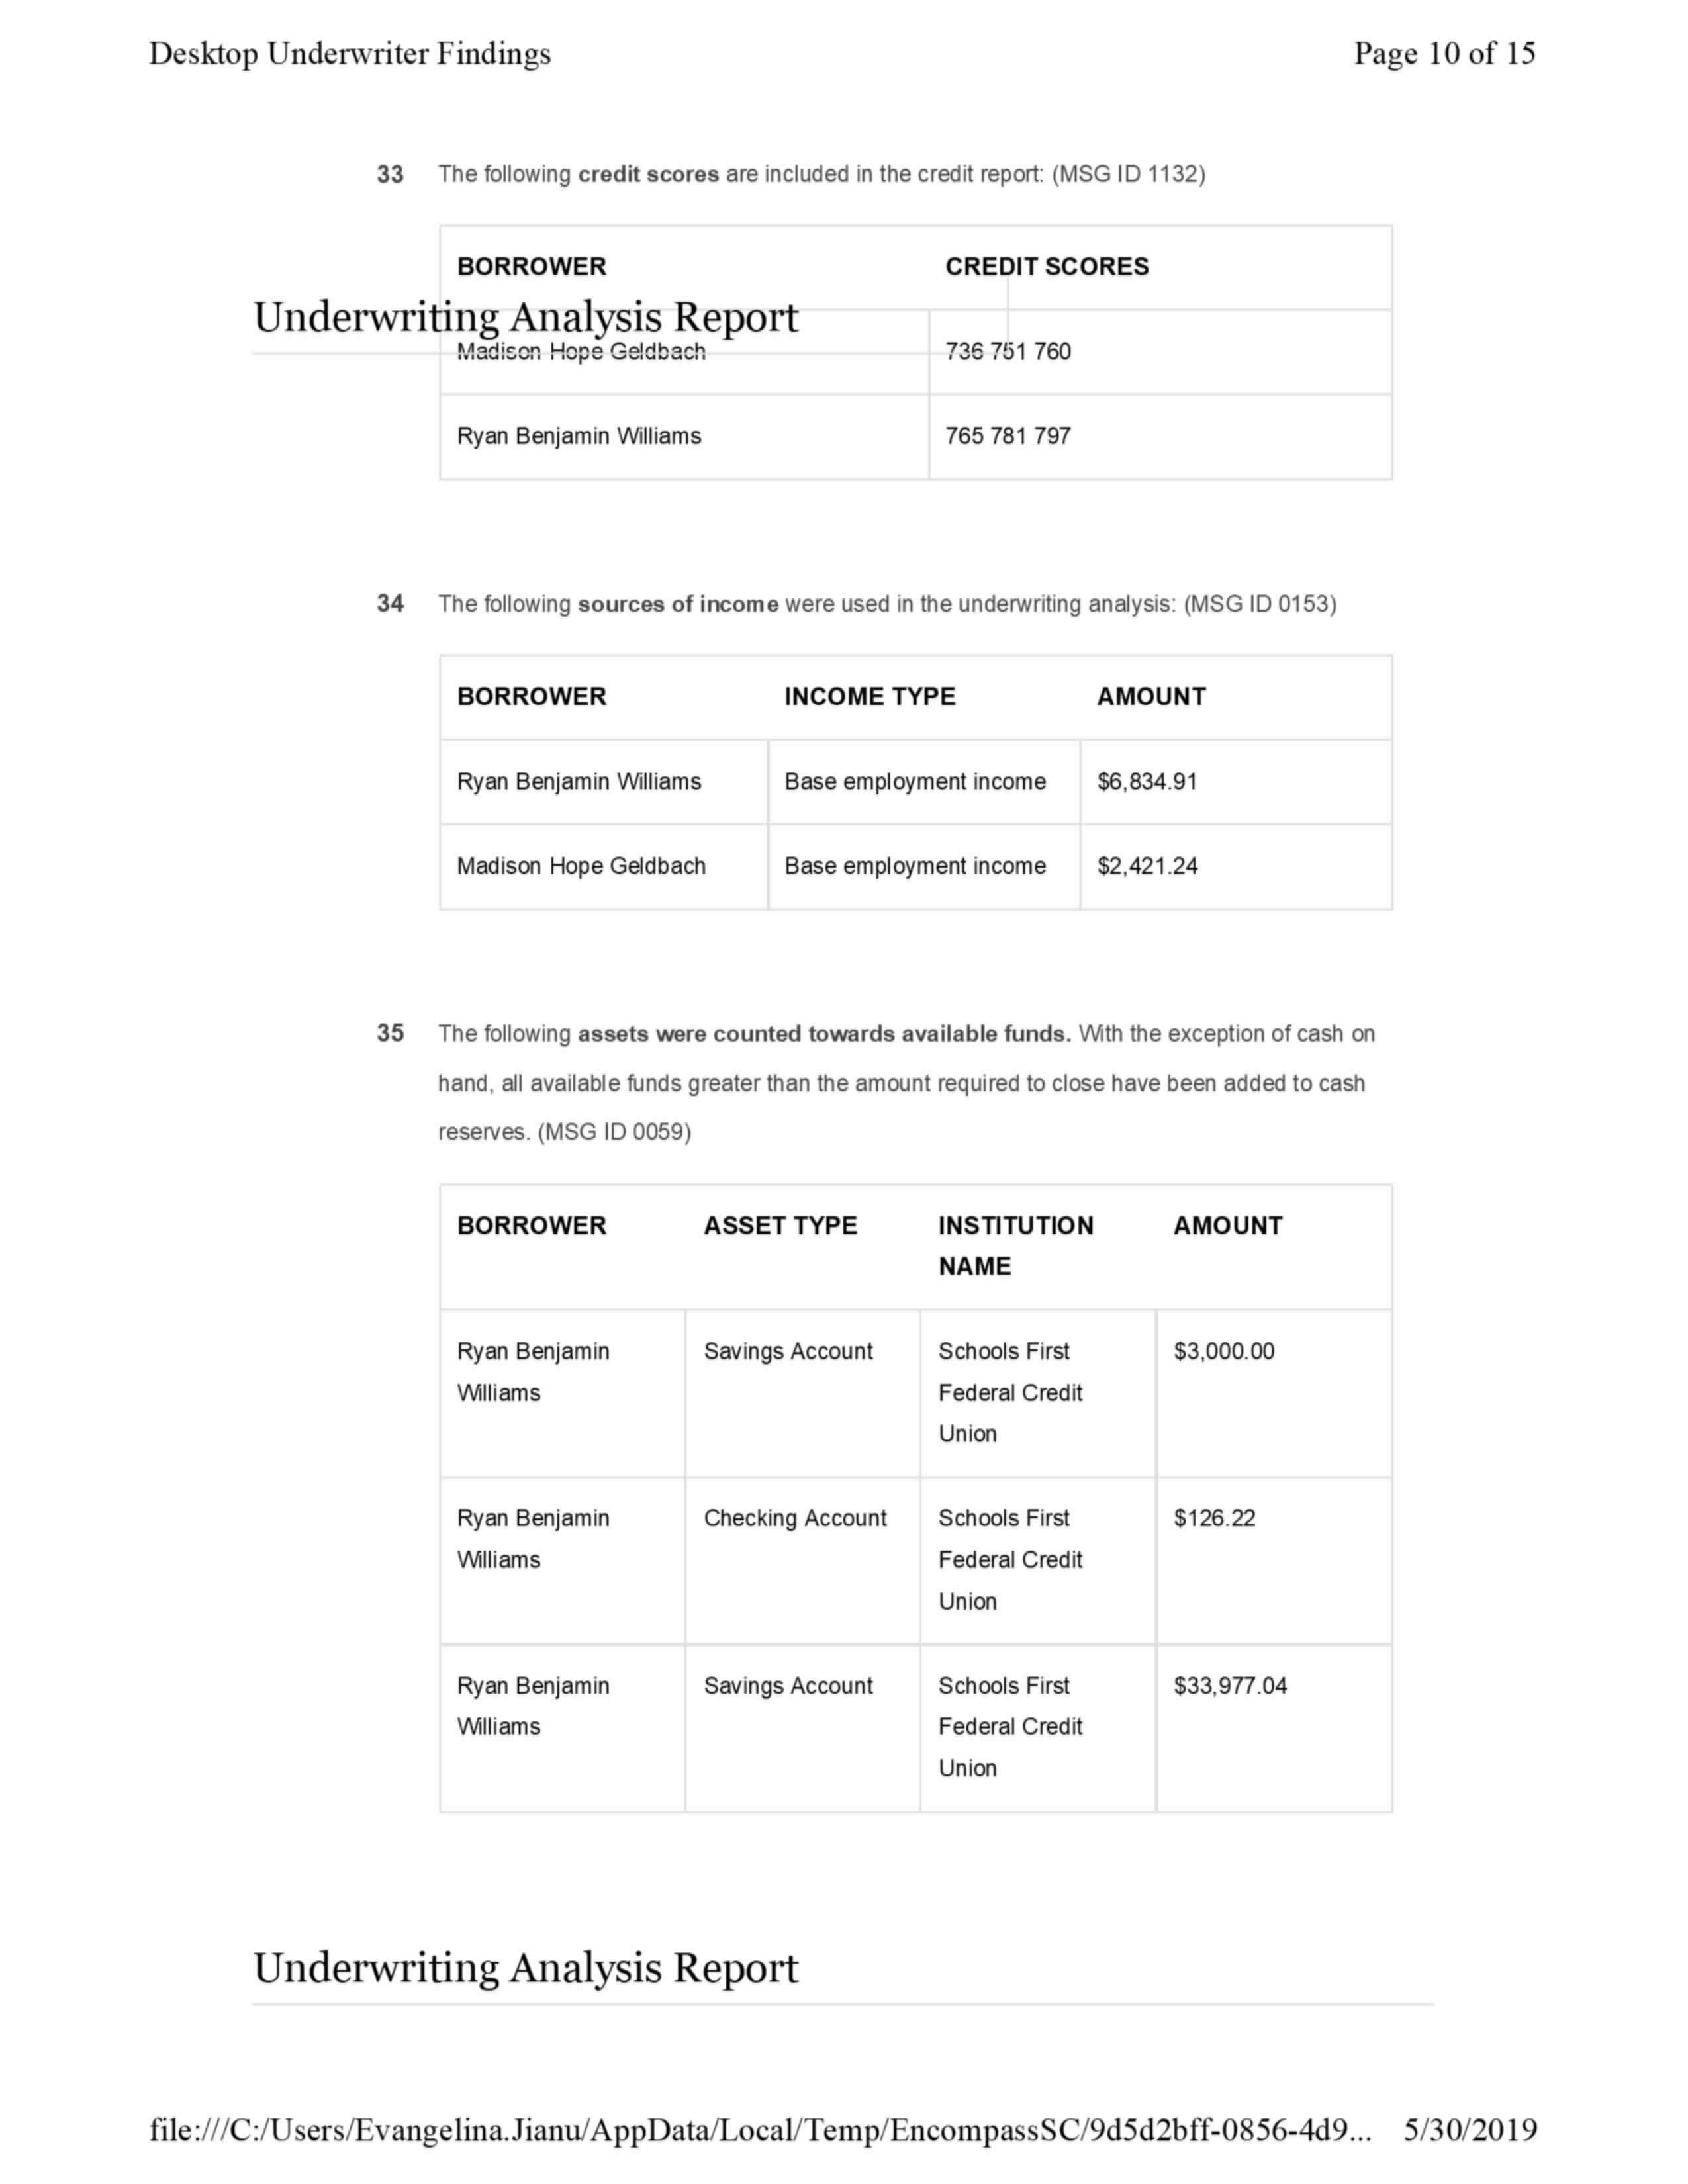 Desktop Underwriter Findings Page 10 of 15
33 The following credit scores are included in the credit report: (MSG ID 1132)
BORROWER CREDIT SCORES
Underwriting Analysis Report
Madison Hope Geldbach 736 751 760
Ryan Benjamin Williams 765 781 797
34 The following sources of income were used in the underwriting analysis: (MSG ID 0153)
BORROWER INCOME TYPE AMOUNT
Ryan Benjamin Williams Base employment income $6,834.91
Madison Hope Geldbach Base employment income $2,421.24
35 The following assets were counted towards available funds. With the exception of cash on
hand, all available funds greater than the amount required to close have been added to cash
reserves. (MSG ID 0059)
BORROWER ASSET TYPE INSTITUTION AMOUNT
NAME
Ryan Benjamin Savings Account Schools First $3,000.00
Williams Federal Credit
Union
Ryan Benjamin Checking Account Schools First $126.22
Williams Federal Credit
Union
Ryan Benjamin Savings Account Schools First $33,977.04
Williams Federal Credit
Union
Underwriting Analysis Report
file:///C:/Users/Evangelina.Jianu/AppData/Local/Temp/EncompassSC/9d5d2bff-0856-4d9... 5/30/2019